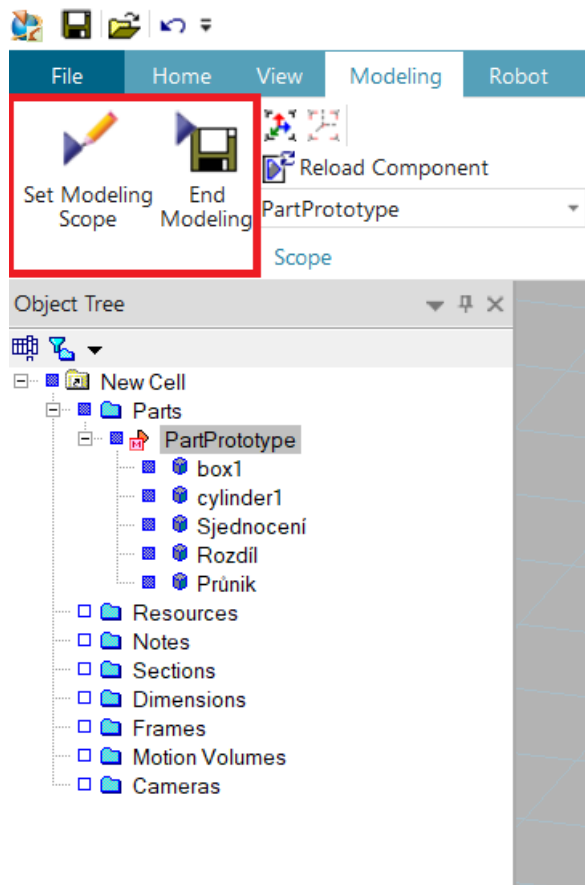 File Home View Modeling Robot
Set Modeling Scope
End Modeling
Reload Component
PartPrototype
Scope
Object Tree
New Cell
Parts
PartPrototype
box1
cylinder1
Sjednocení
Rozdíl
Průnik
Resources
Notes
Sections
Dimensions
Frames
Motion Volumes
Cameras